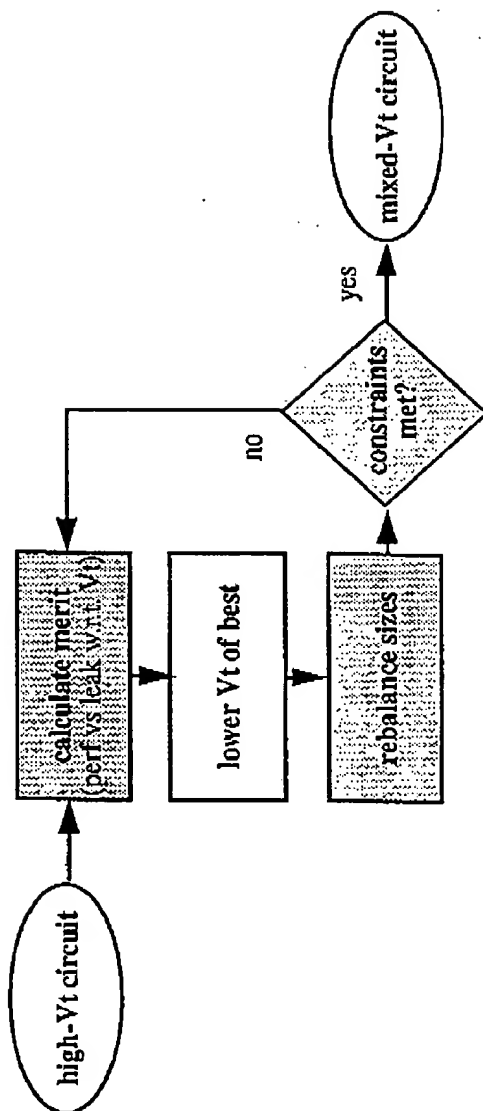 high-Vt circuit
calculate merit
(perf vs leak w.r.t. Vt)
lower Vt of best
rebalance sizes
constraints
met?
no
yes
mixed-Vt circuit